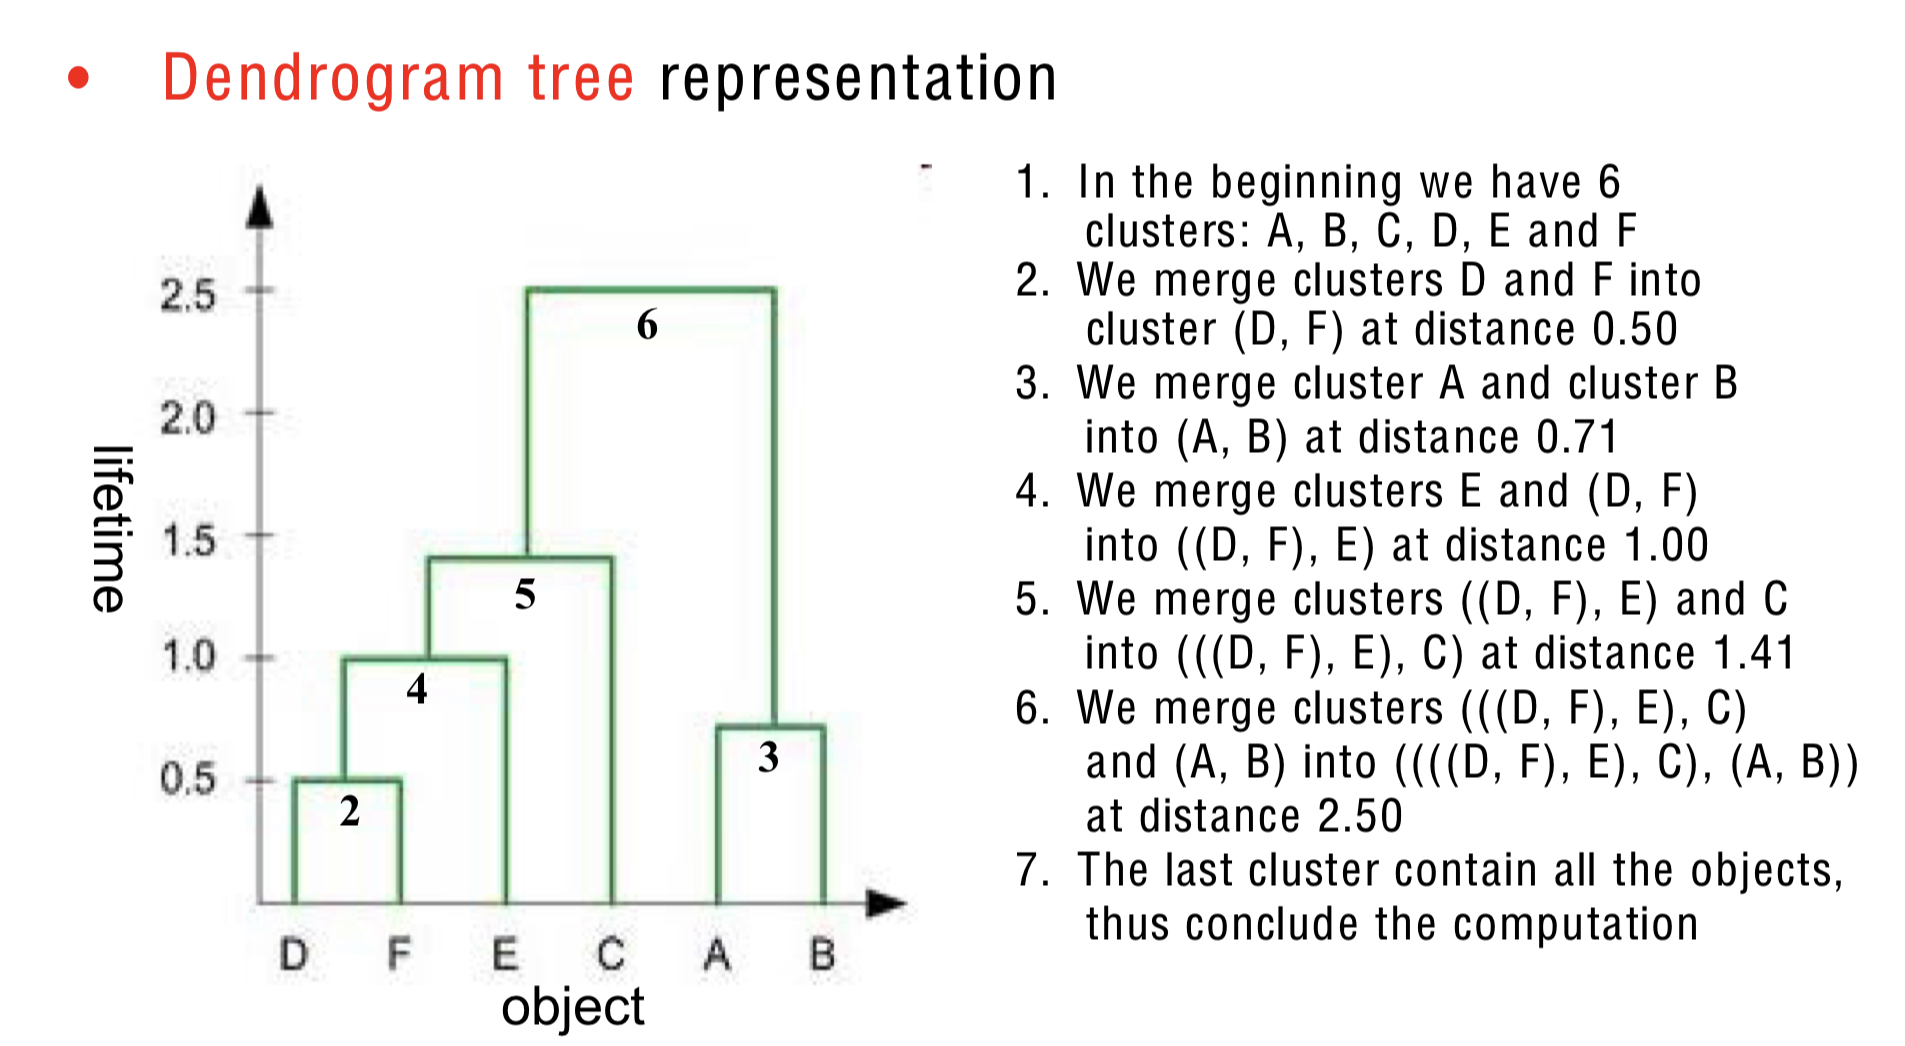 • Dendrogram tree representation
lifetime
2.5
2.0
1.5
1.0
0.5
6
5
4
3
2
D F E C A B
object
1. In the beginning we have 6
clusters: A, B, C, D, E and F
2. We merge clusters D and F into
cluster (D, F) at distance 0.50
3. We merge cluster A and cluster B
into (A, B) at distance 0.71
4. We merge clusters E and (D, F)
into ((D, F), E) at distance 1.00
5. We merge clusters ((D, F), E) and C
into (((D, F), E), C) at distance 1.41
6. We merge clusters (((D, F), E), C)
and (A, B) into ((((D, F), E), C), (A, B))
at distance 2.50
7. The last cluster contain all the objects,
thus conclude the computation